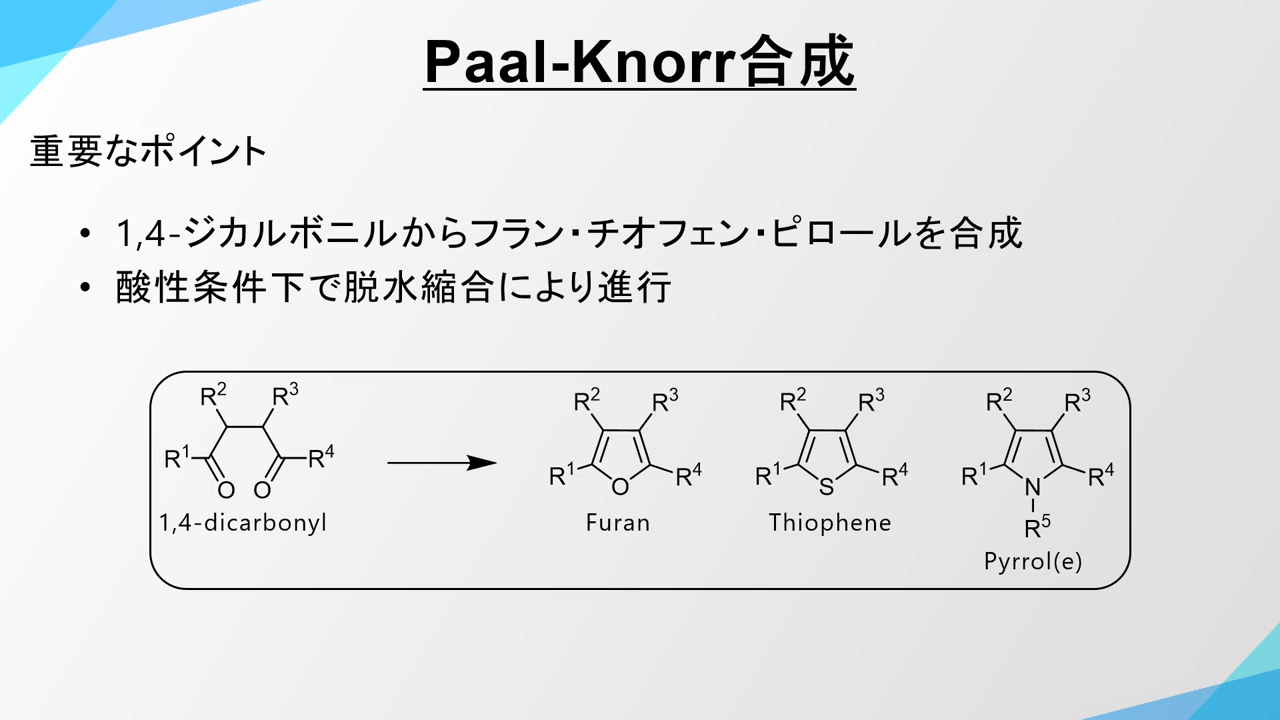 Paal-Knorr合成
重要なポイント
• 1,4-ジカルボニルからフラン・チオフェン・ピロールを合成
• 酸性条件下で脱水縮合により進行
R2 R3 R1 R4 O O
1,4-dicarbonyl
R2 R3 R1 R4 O
Furan
R2 R3 R1 R4 S
Thiophene
R2 R3 R1 R4 N R5
Pyrrol(e)